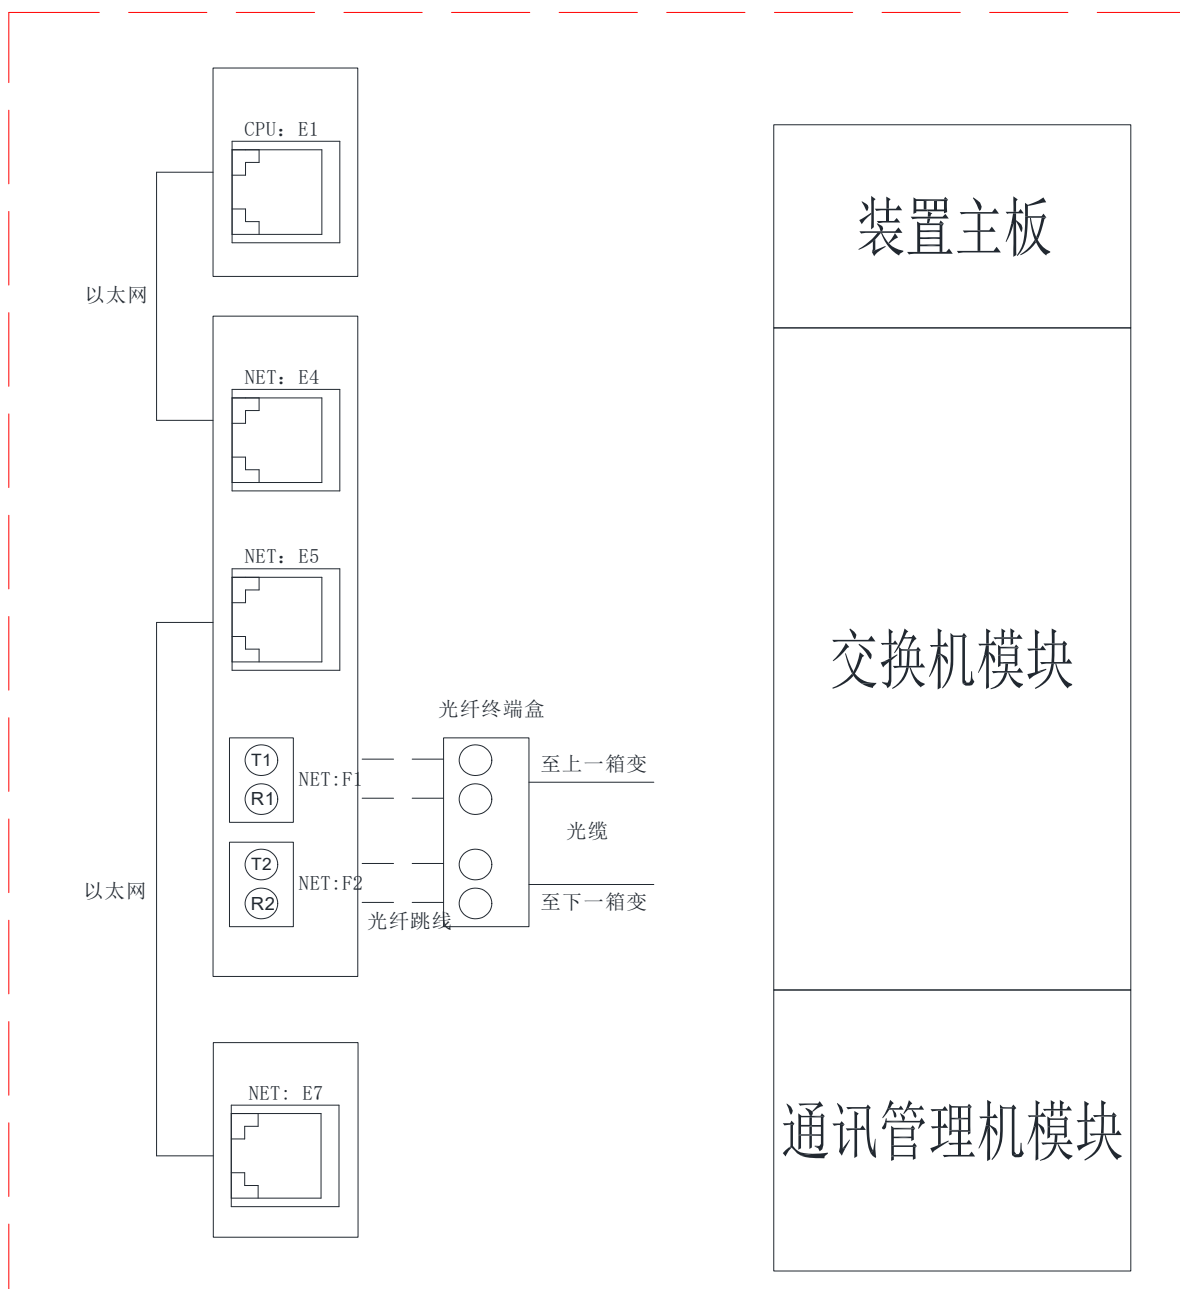 CPU：E1
装置主板
以太网
NET：E4
NET：E5
交换机模块
光纤终端盒
至上一箱变
T1
NET:F1
R1
光缆
T2
NET:F2
R2
以太网
至下一箱变
光纤跳线
NET: E7
通讯管理机模块